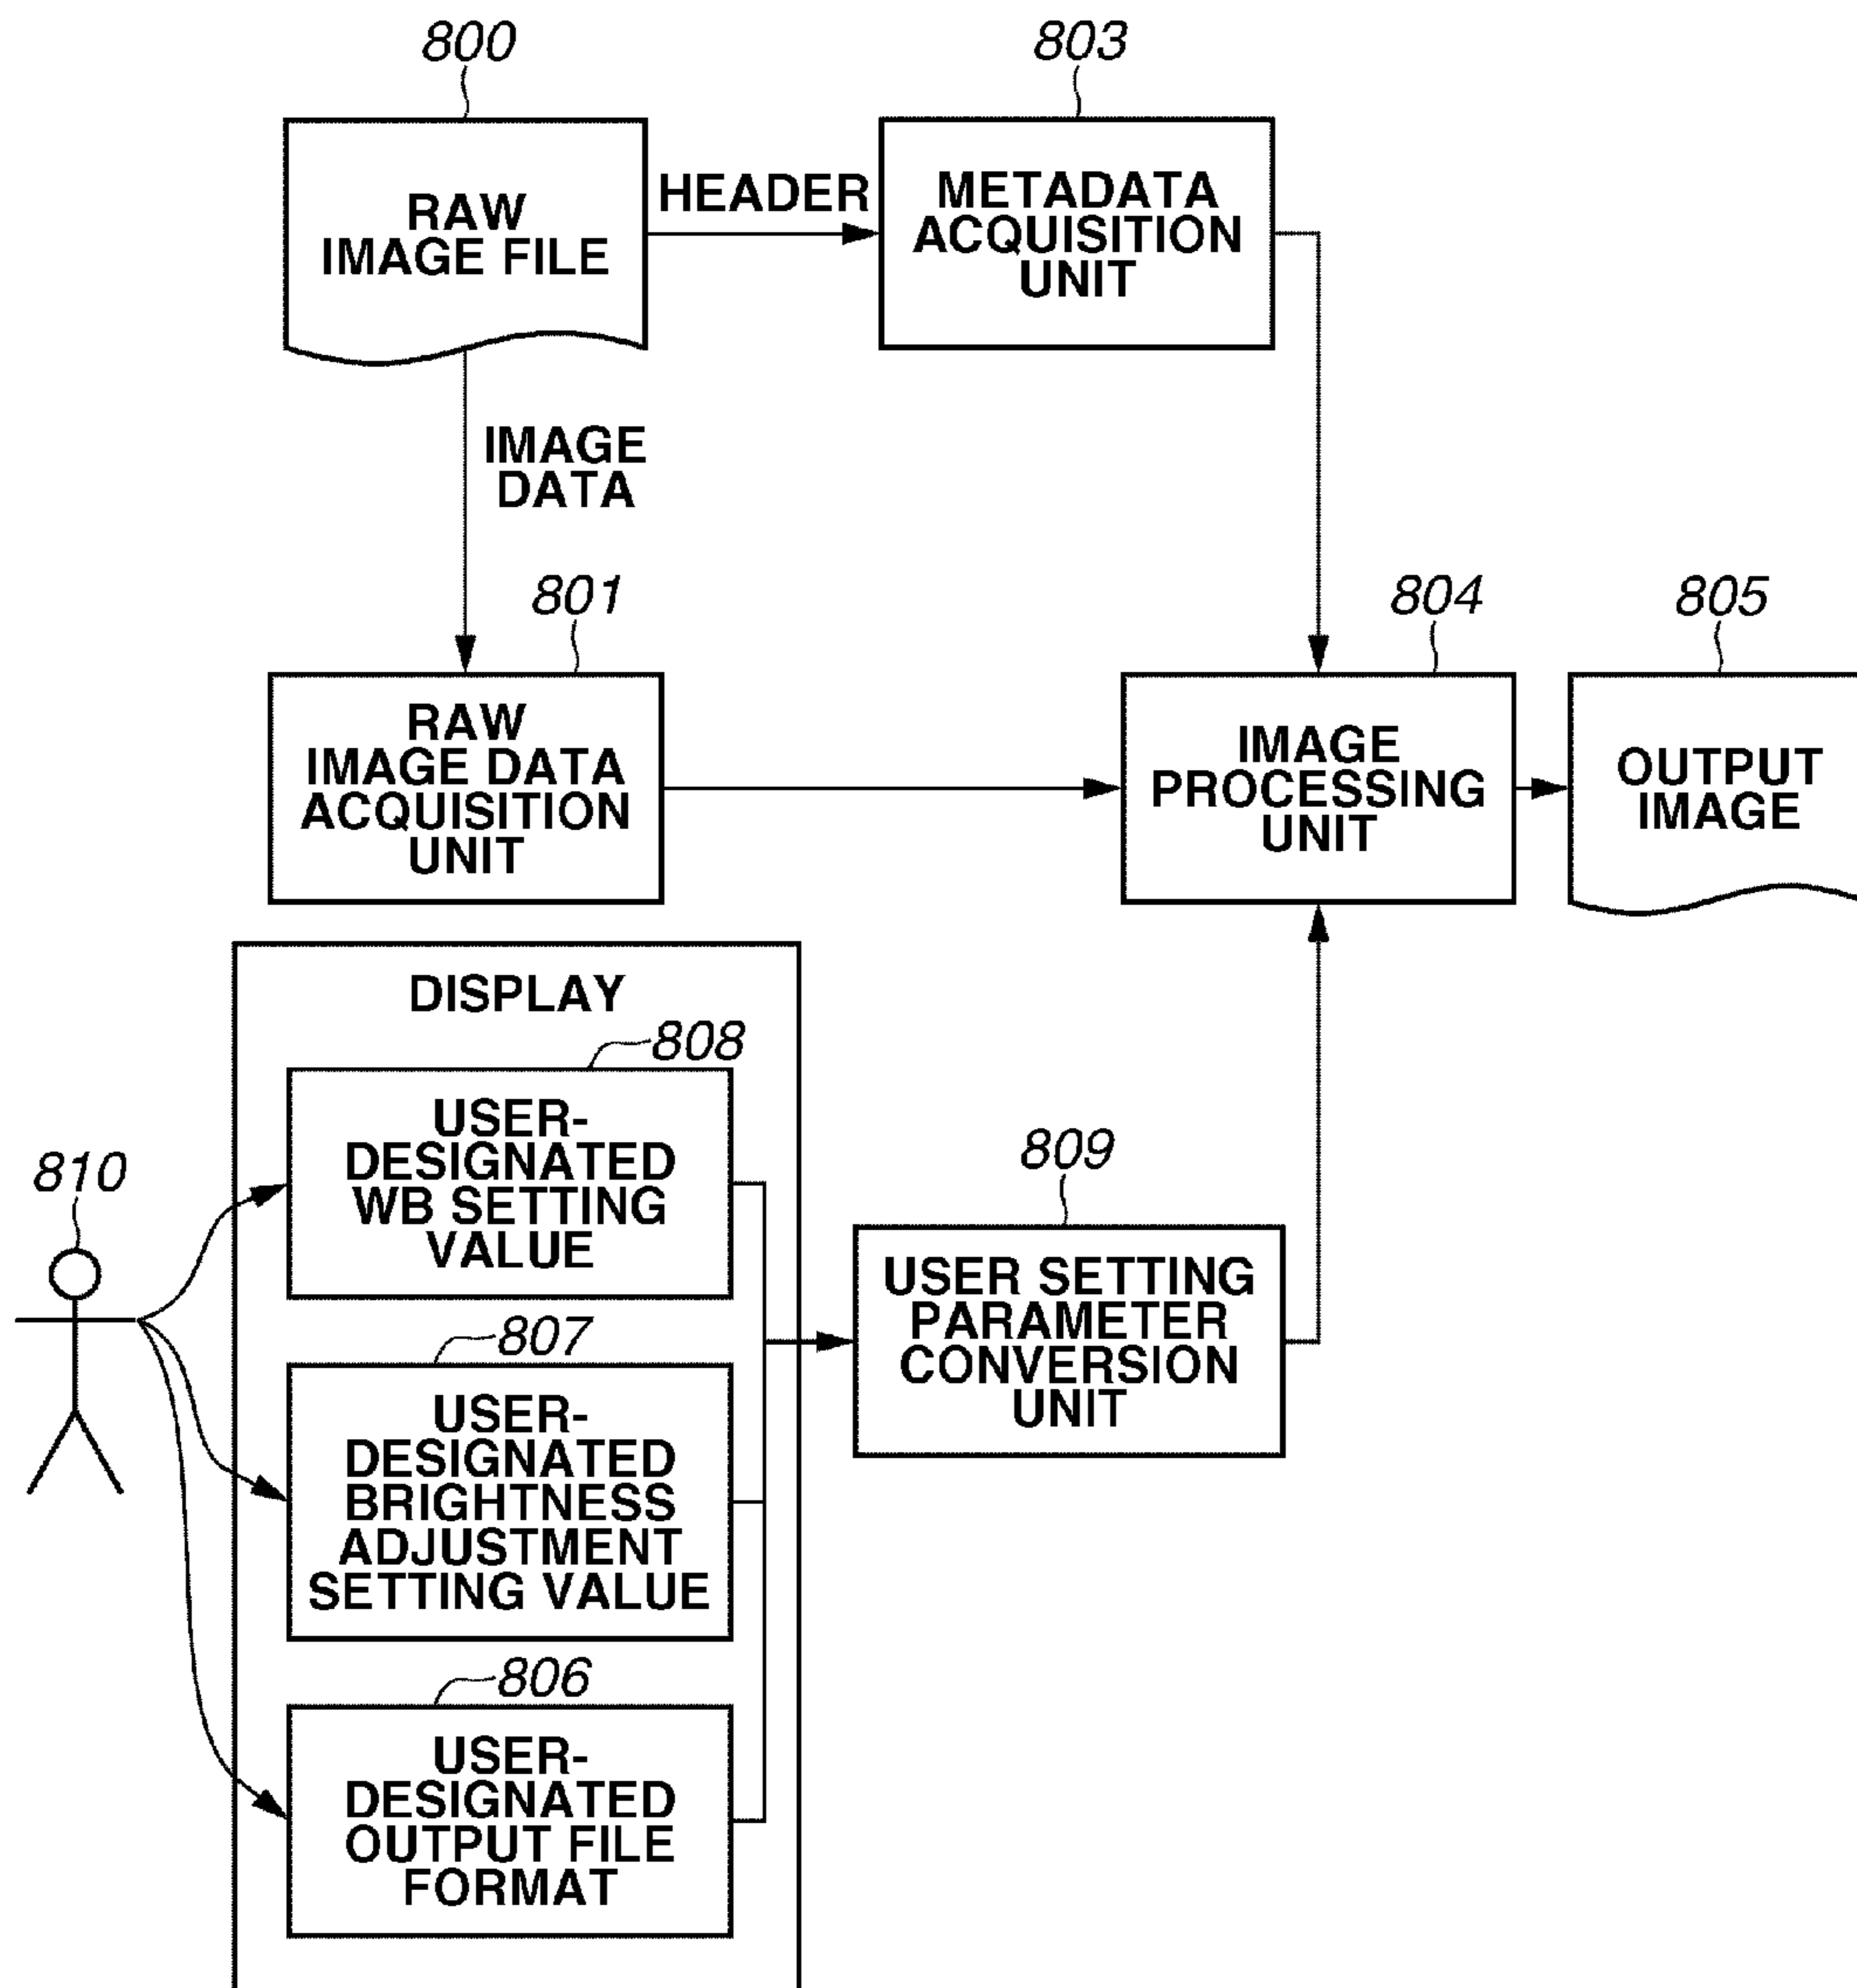 800
803
RAW
IMAGE FILE
HEADER
METADATA
ACQUISITION
UNIT
IMAGE
DATA
801
804
805
RAW
IMAGE DATA
ACQUISITION
UNIT
IMAGE
PROCESSING
UNIT
OUTPUT
IMAGE
DISPLAY
808
USER-
DESIGNATED
WB SETTING
VALUE
810
809
USER SETTING
PARAMETER
CONVERSION
UNIT
807
USER-
DESIGNATED
BRIGHTNESS
ADJUSTMENT
SETTING VALUE
806
USER-
DESIGNATED
OUTPUT FILE
FORMAT